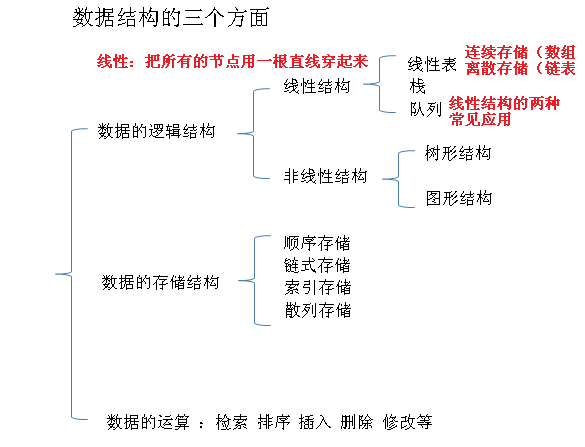 数据结构的三个方面
线性：把所有的节点用一根直线穿起来
连续存储（数组
离散存储（链表
线性表
线性结构
栈
队列
线性结构的两种
常见应用
数据的逻辑结构
树形结构
非线性结构
图形结构
顺序存储
链式存储
数据的存储结构
索引存储
散列存储
数据的运算 ：检索 排序 插入 删除 修改等